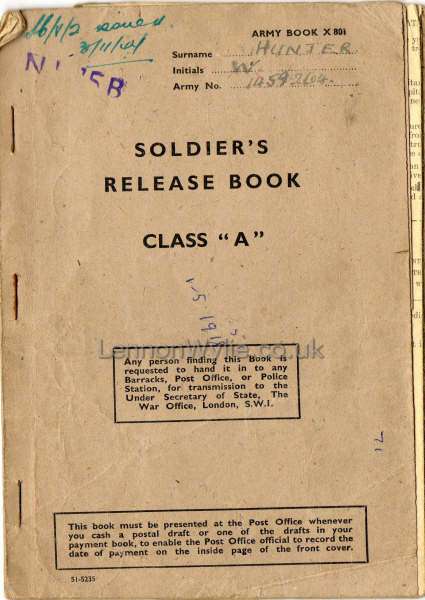 ARMY BOOK X 801
Surname HUNTER
Initials W.
Army No.
SOLDIER'S
RELEASE BOOK
CLASS "A"
LennonWylie.co.uk
Any person finding this Book is
requested to hand it in to any
Barracks, Post Office, or Police
Station, for transmission to the
Under Secretary of State, The
War Office, London, S.W.1.
This book must be presented at the Post Office whenever
you cash a postal draft or one of the drafts in your
payment book, to enable the Post Office official to record the
date of payment on the inside page of the front cover.
51-5235